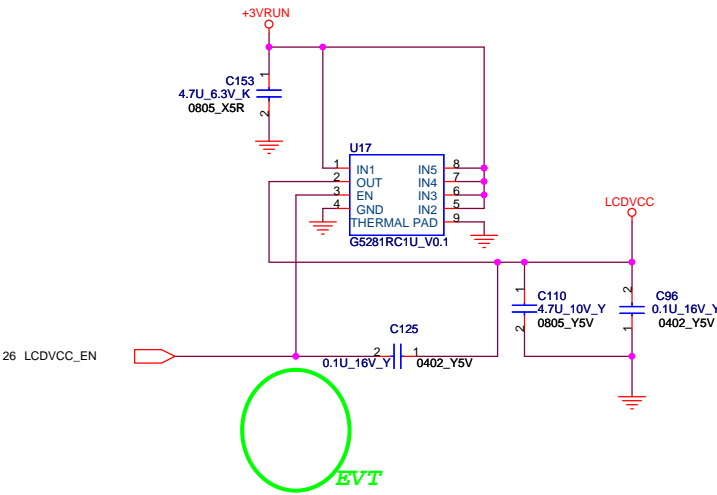 +3VRUN
1
C153
4.7U_6.3V_K
0805_X5R
2
U17
1 IN1 IN5 8
2 OUT IN4 7
3 EN IN3 6
4 GND IN2 5
THERMAL PAD 9
G5281RC1U_V0.1
LCDVCC
1 C110
4.7U_10V_Y
0805_Y5V
2
2 C96
0.1U_16V_Y
0402_Y5V
1
C125
26 LCDVCC_EN
2 1
0.1U_16V_Y 0402_Y5V
EVT